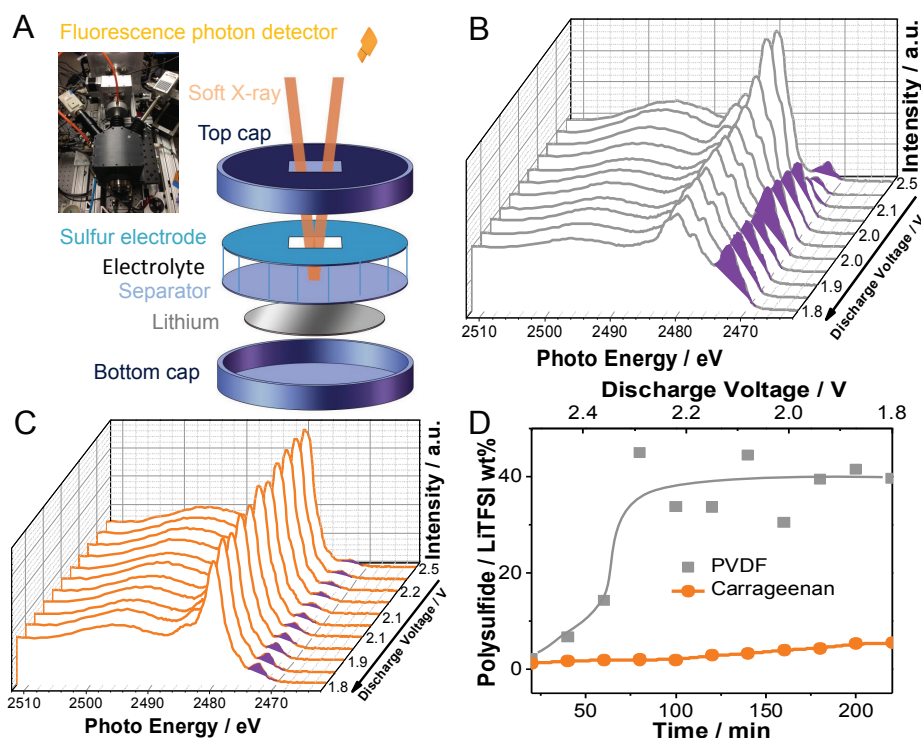 A
Fluorescence photon detector
Soft X-ray
Top cap
Sulfur electrode
Electrolyte
Separator
Lithium
Bottom cap
B
Intensity / a.u.
2.5
2.1
2.0
2.0
1.9
1.8
Discharge Voltage / V
2510 2500 2490 2480 2470
Photo Energy / eV
C
Intensity / a.u.
2.5
2.2
2.1
2.1
1.9
1.8
Discharge Voltage / V
2510 2500 2490 2480 2470
Photo Energy / eV
D
Discharge Voltage / V
2.4 2.2 2.0 1.8
Polysulfide / LiTFSI wt%
40
20
0
PVDF
Carrageenan
50 100 150 200
Time / min